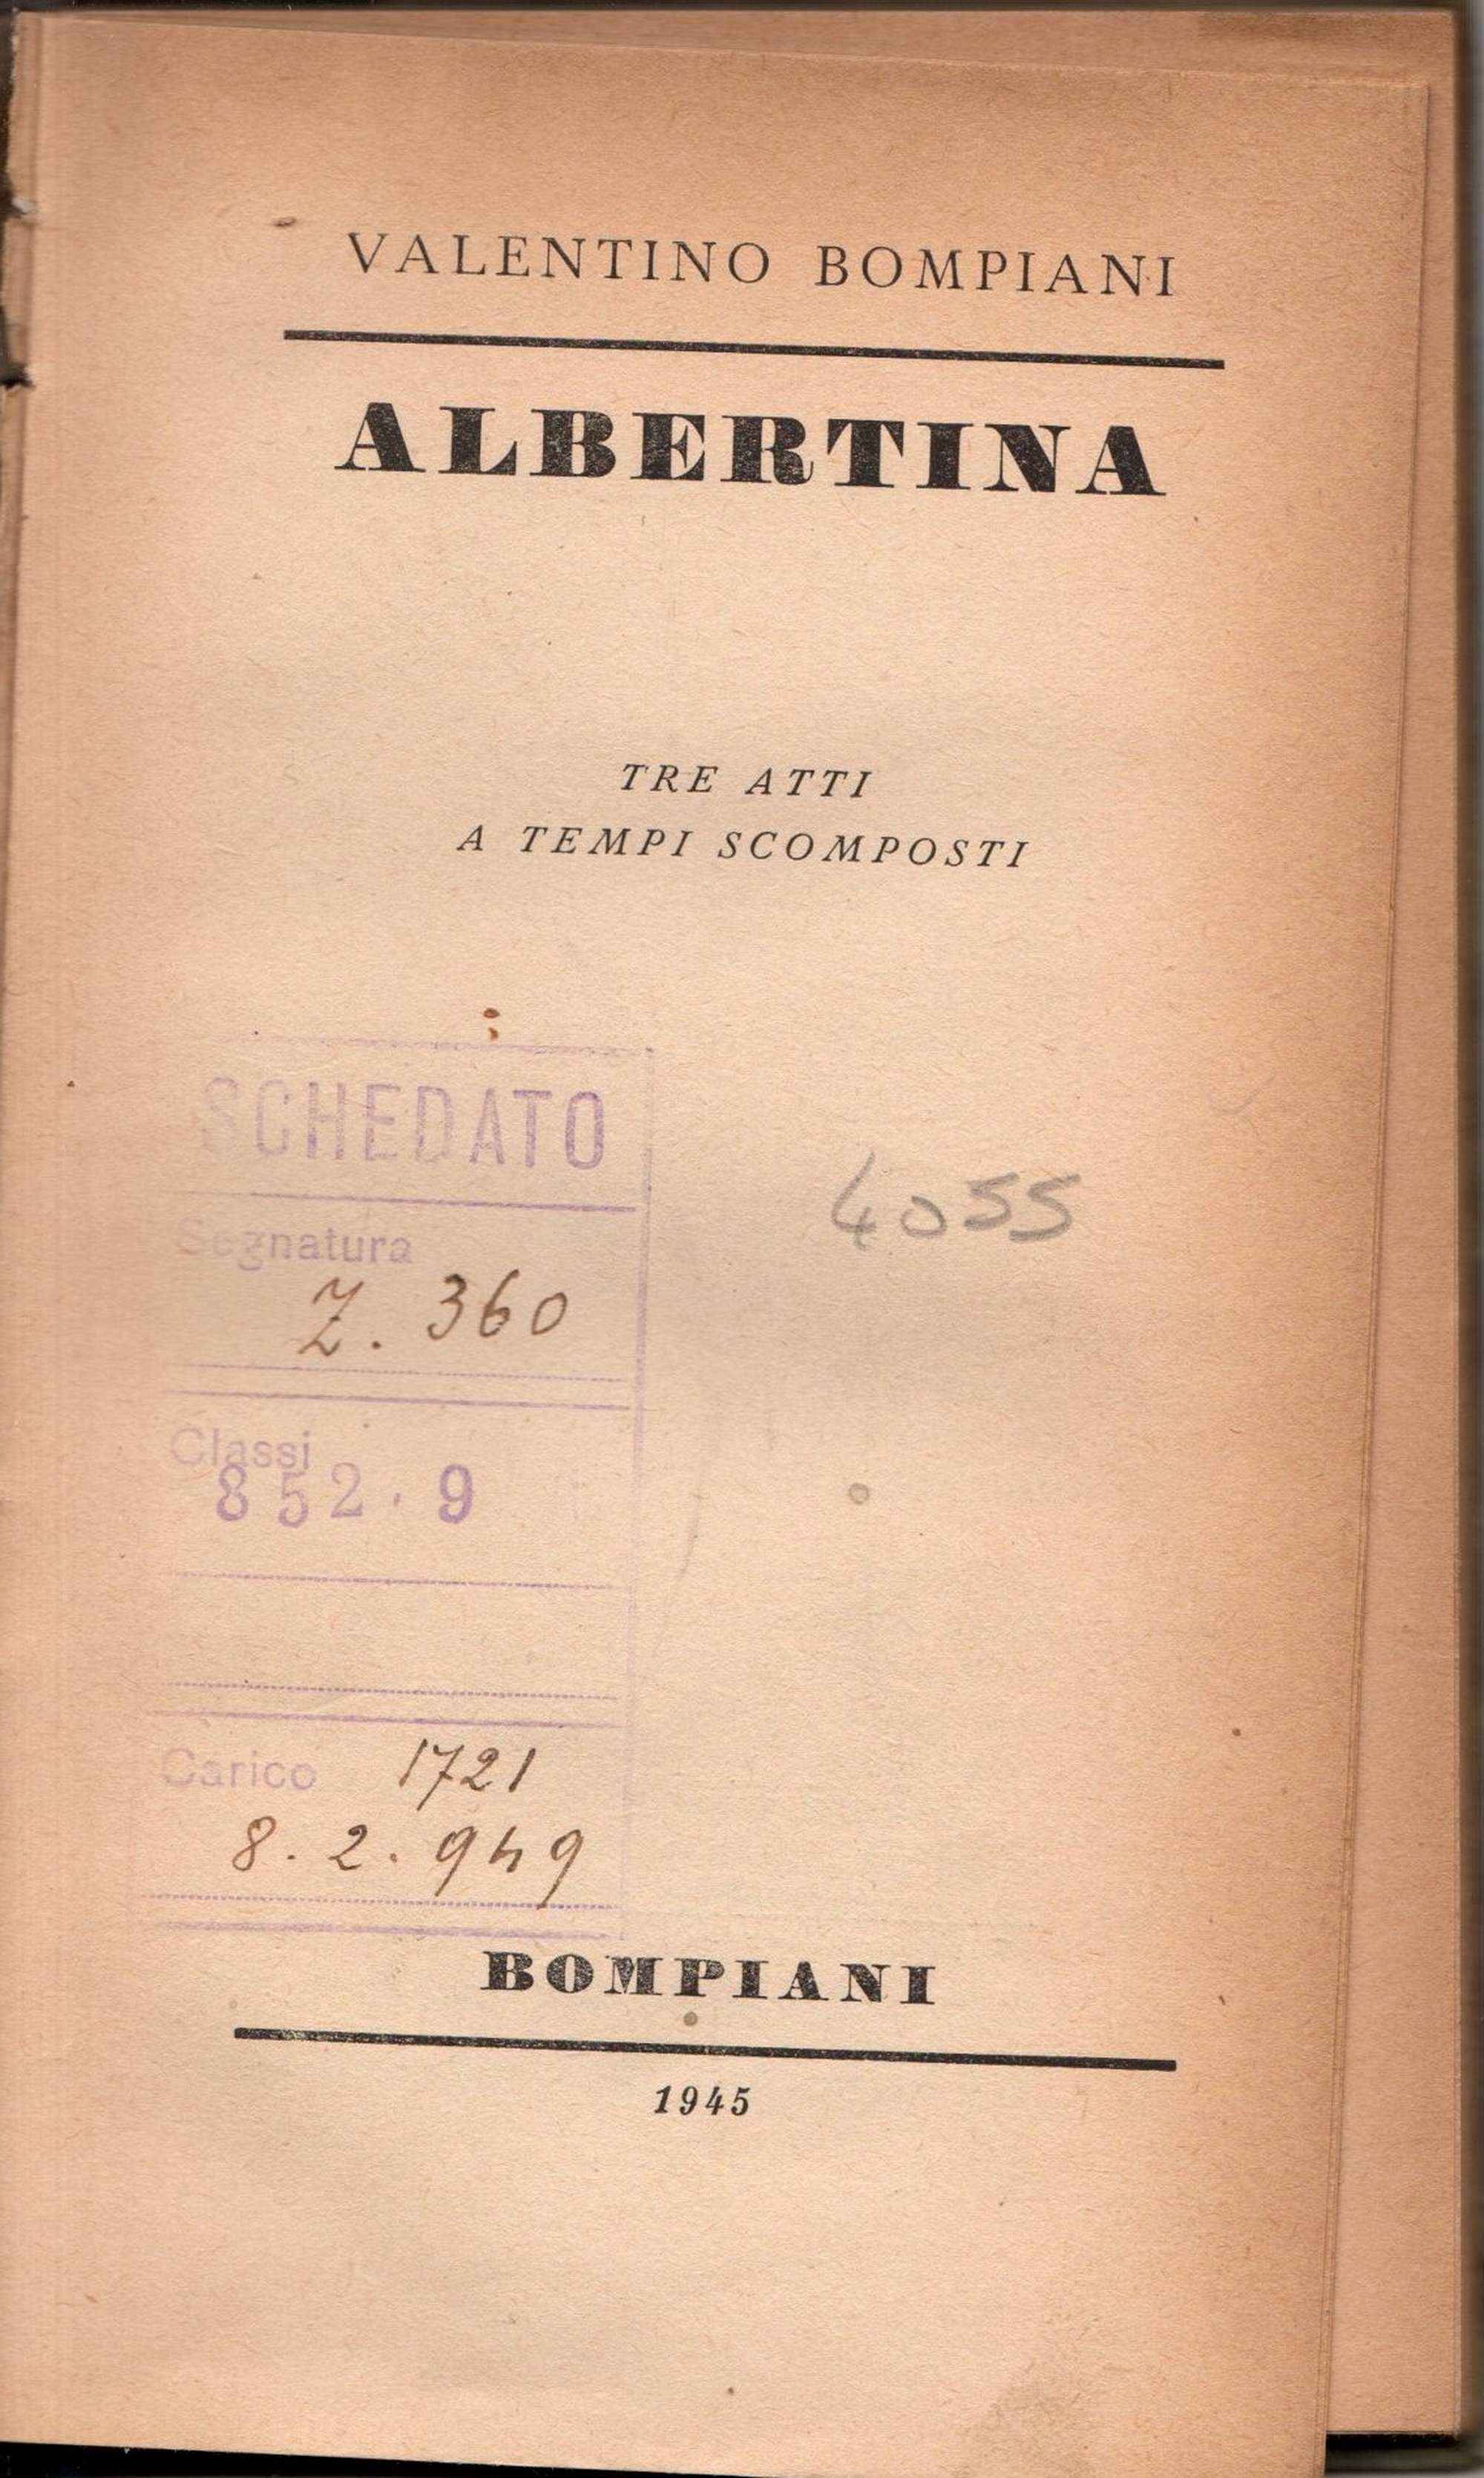 VALENTINO BOMPIANI
ALBERTINA
TRE ATTI
A TEMPI SCOMPOSTI
SCHEDATO
4055
Segnatura
Z. 360
Classi
852.9
Carico 1721
8.2.949
BOMPIANI
1945